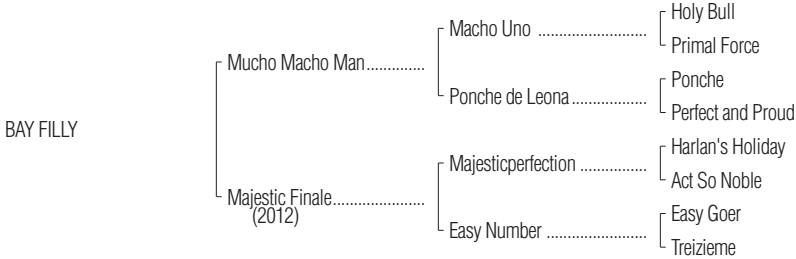 Holy Bull
Macho Uno ........................
Primal Force
Mucho Macho Man..............
Ponche
Ponche de Leona..................
Perfect and Proud
BAY FILLY
Harlan's Holiday
Majesticperfection ................
Act So Noble
Majestic Finale......................
(2012)
Easy Goer
Easy Number ........................
Treizieme